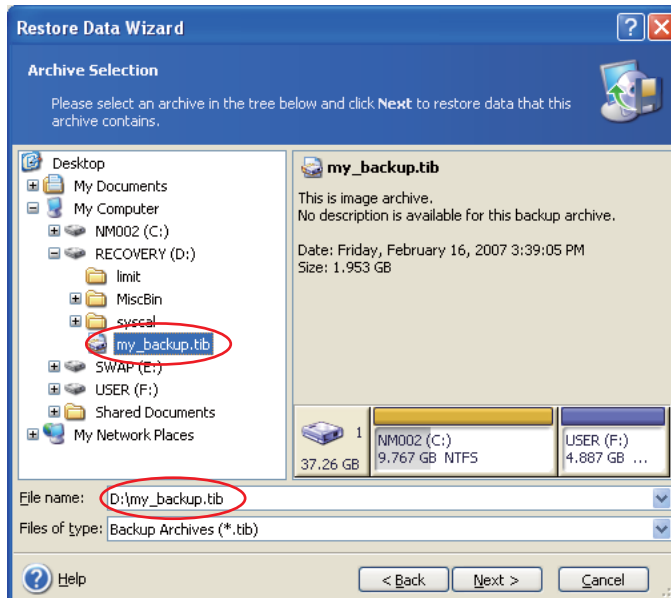 Restore Data Wizard
Archive Selection
Please select an archive in the tree below and click Next to restore data that this
archive contains.
Desktop
My Documents
My Computer
NM002 (C:)
RECOVERY (D:)
limit
MiscBin
syscal
my_backup.tib
SWAP (E:)
USER (F:)
Shared Documents
My Network Places
my_backup.tib
This is image archive.
No description is available for this backup archive.
Date: Friday, February 16, 2007 3:39:05 PM
Size: 1.953 GB
1
37.26 GB
NM002 (C:)
9.767 GB NTFS
USER (F:)
4.887 GB ...
File name: D:\my_backup.tib
Files of type: Backup Archives (*.tib)
Help
< Back
Next >
Cancel